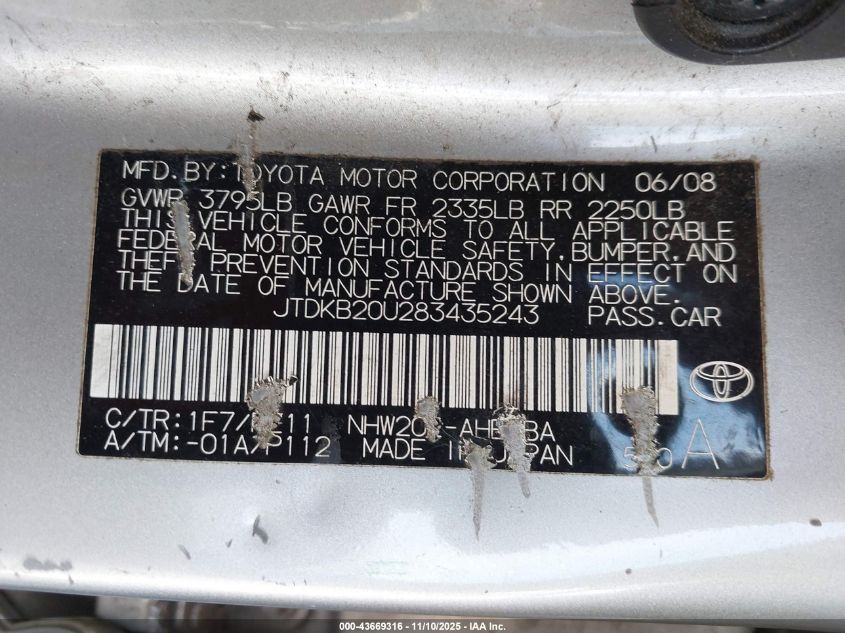 MFD. BY: TOYOTA MOTOR CORPORATION 06/08
GVWR 3795LB GAWR FR 2335LB RR 2250LB
THIS VEHICLE CONFORMS TO ALL APPLICABLE
FEDERAL MOTOR VEHICLE SAFETY, BUMPER, AND
THEFT PREVENTION STANDARDS IN EFFECT ON
THE DATE OF MANUFACTURE SHOWN ABOVE.
JTDKB20U283435243 PASS. CAR
C/TR: MADE IN JAPAN A
A/TM: -01A/P112
000-43669316 - 11/10/2025 - IAA Inc.